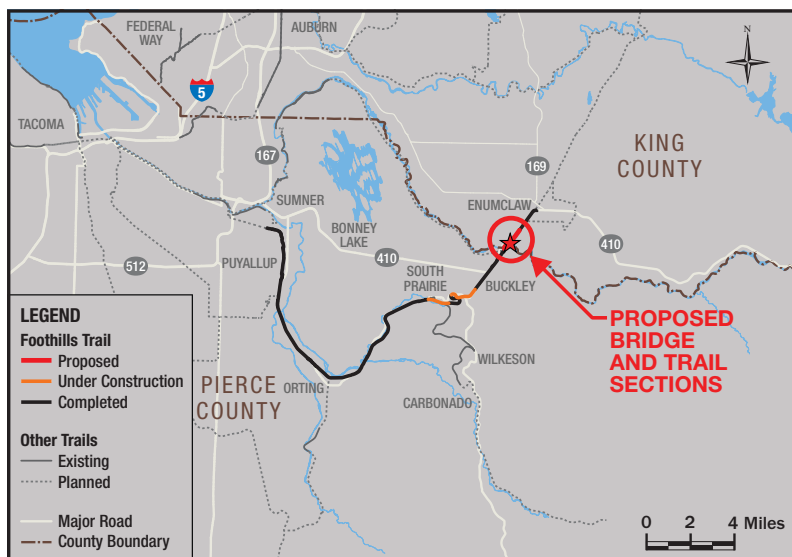 FEDERAL
WAY
AUBURN
5
N
TACOMA
167
169
KING
COUNTY
SUMNER
ENUMCLAW
BONNEY
LAKE
410
410
512
PUYALLUP
SOUTH
PRAIRIE
BUCKLEY
PROPOSED
BRIDGE
AND TRAIL
SECTIONS
WILKESON
PIERCE
COUNTY
ORTING
CARBONADO
LEGEND
Foothills Trail
Proposed
Under Construction
Completed
Other Trails
Existing
Planned
Major Road
County Boundary
0 2 4 Miles